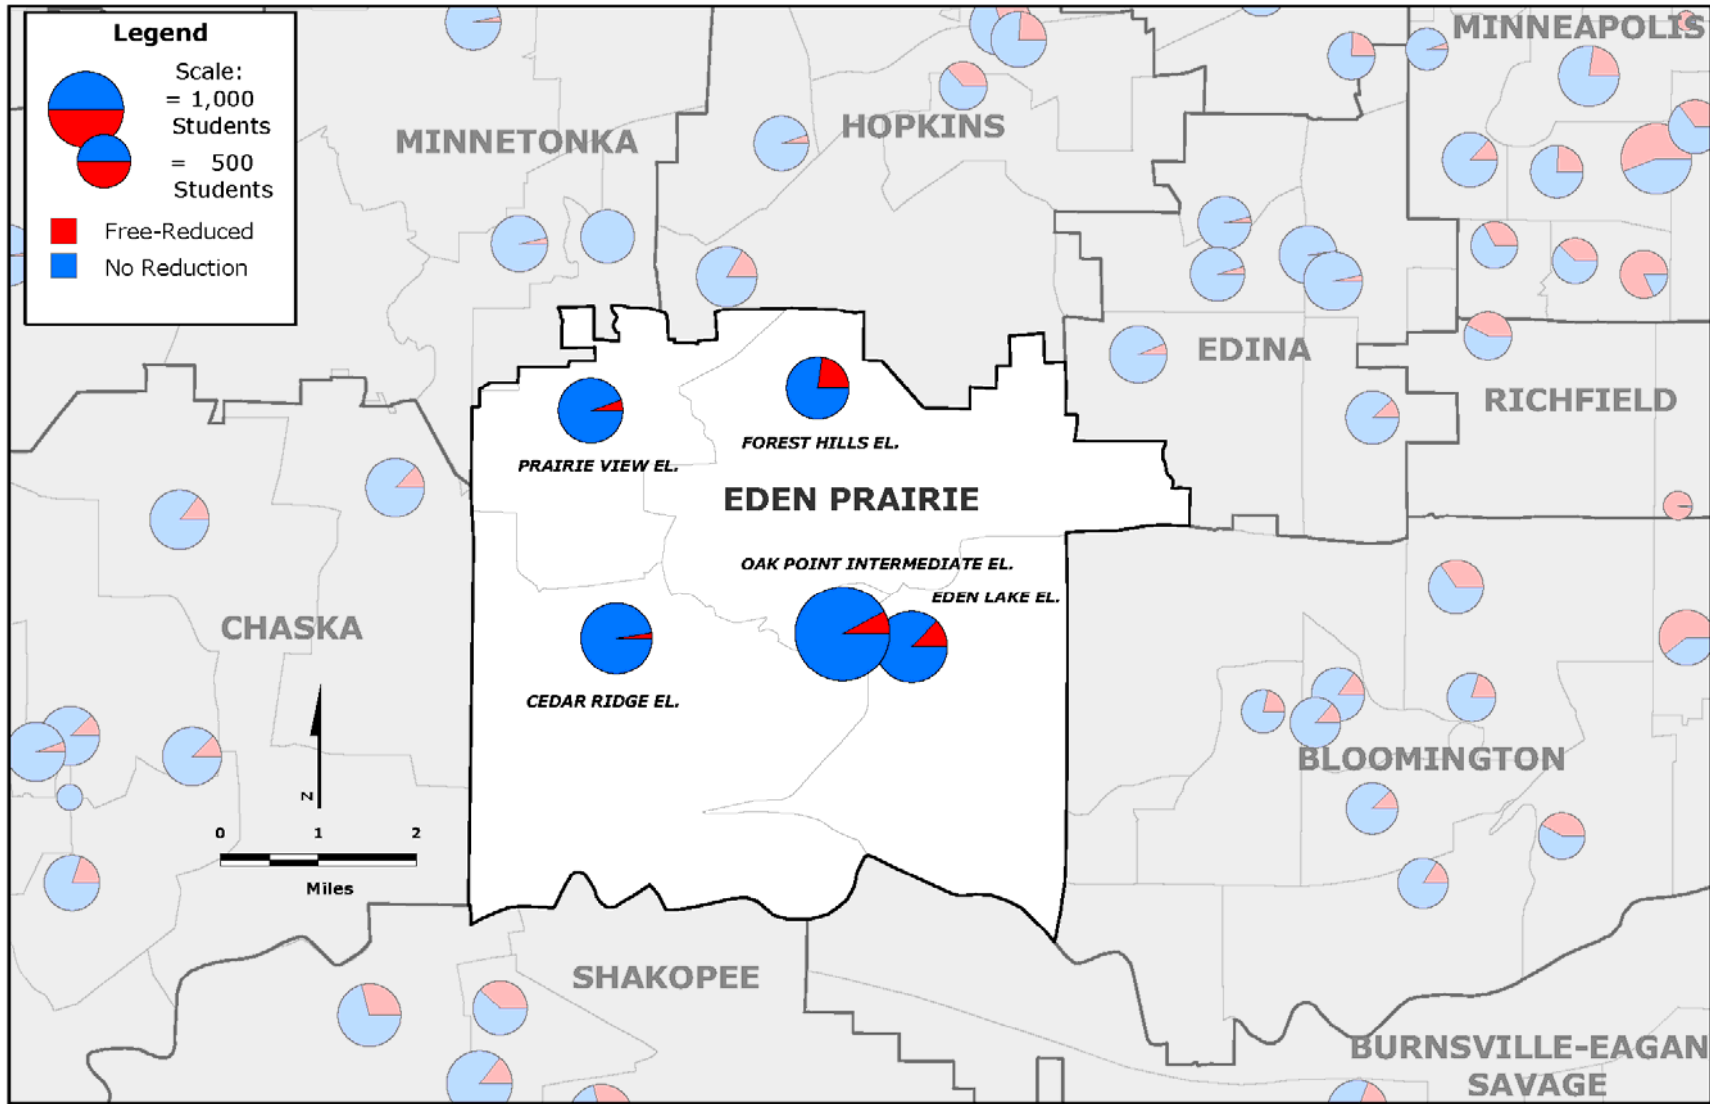 Legend
Scale:
= 1,000
Students
= 500
Students
Free-Reduced
No Reduction
MINNEAPOLIS
HOPKINS
MINNETONKA
EDINA
RICHFIELD
FOREST HILLS EL.
PRAIRIE VIEW EL.
EDEN PRAIRIE
OAK POINT INTERMEDIATE EL.
EDEN LAKE EL.
CHASKA
CEDAR RIDGE EL.
BLOOMINGTON
N
0 1 2
Miles
SHAKOPEE
BURNSVILLE-EAGAN
SAVAGE